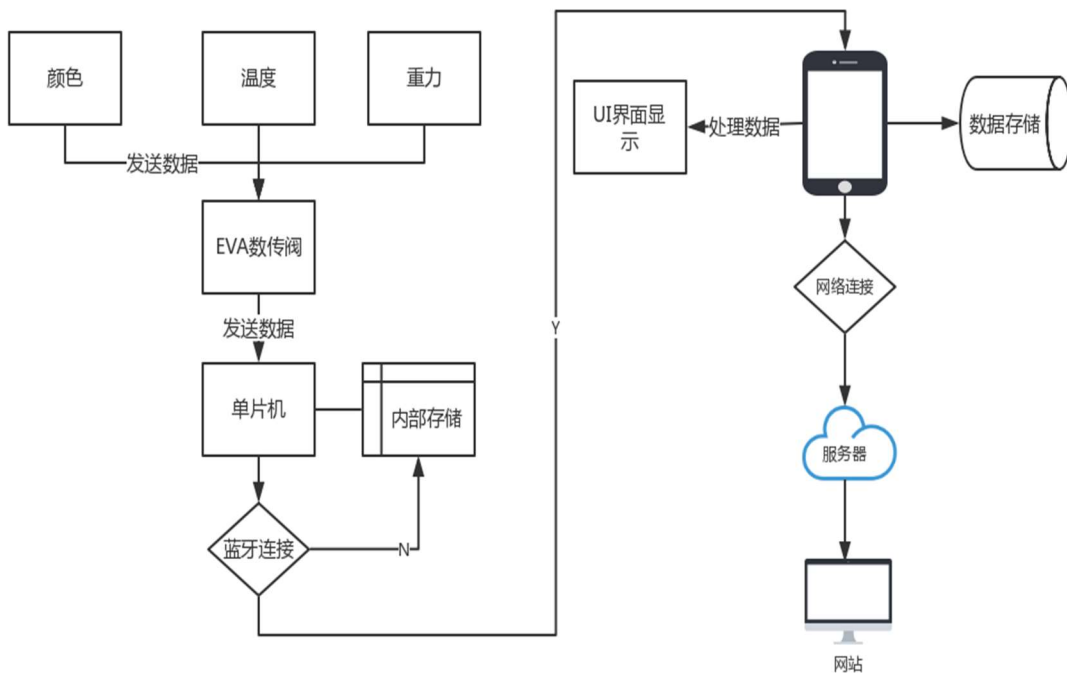 颜色
温度
重力
发送数据
EVA数传阀
发送数据
单片机
内部存储
蓝牙连接
N
Y
UI界面显
示
处理数据
数据存储
网络连接
服务器
网站